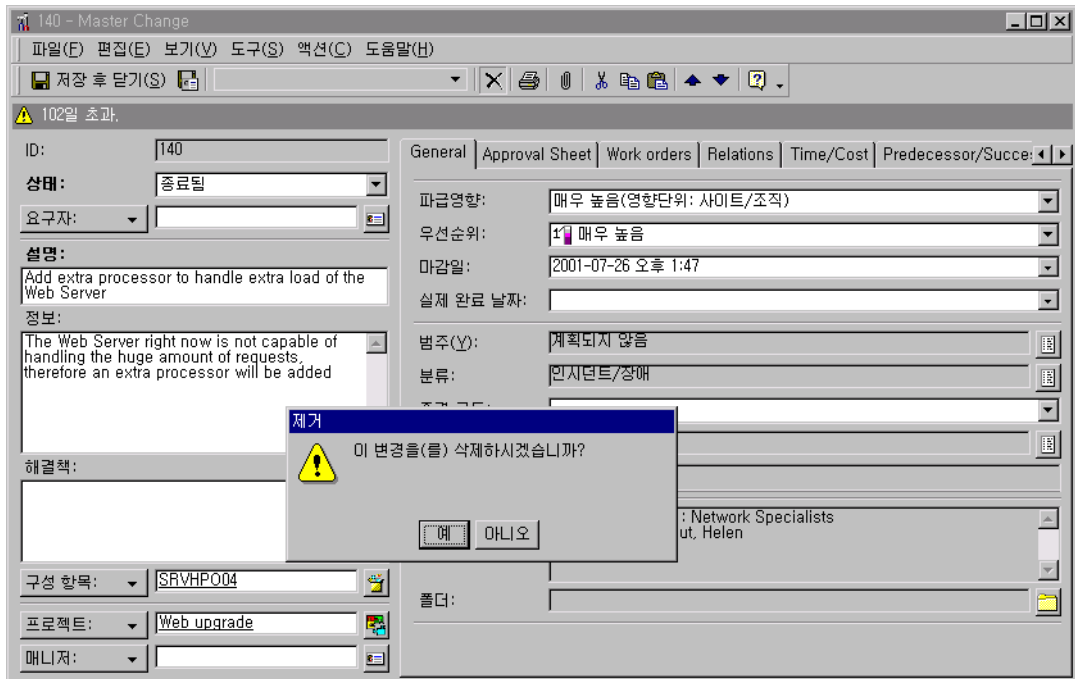 140 - Master Change
파일(F) 편집(E) 보기(V) 도구(S) 액션(C) 도움말(H)
저장 후 닫기(S)
102일 초과.
ID: 140
상태: 종료됨
요구자:
설명:
Add extra processor to handle extra load of the
Web Server
정보:
The Web Server right now is not capable of
handling the huge amount of requests,
therefore an extra processor will be added
해결책:
구성 항목: SRVHPO04
프로젝트: Web upgrade
매니저:
General Approval Sheet Work orders Relations Time/Cost Predecessor/Succe
파급영향: 매우 높음(영향단위: 사이트/조직)
우선순위: 매우 높음
마감일: 2001-07-26 오후 1:47
실제 완료 날짜:
범주(Y): 계획되지 않음
분류: 인시던트/장애
: Network Specialists
ut, Helen
폴더:
제거
이 변경을(를) 삭제하시겠습니까?
예 아니오